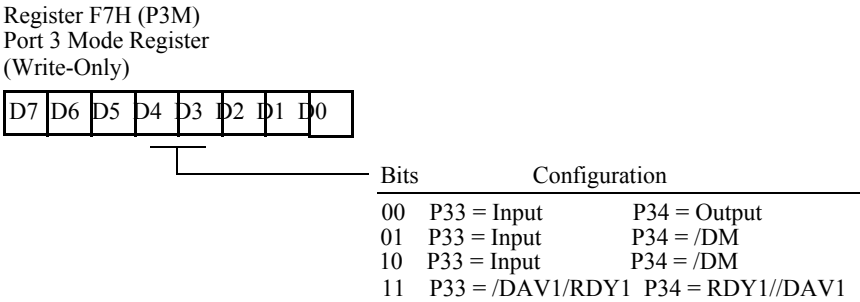 Register F7H (P3M)
Port 3 Mode Register
(Write-Only)
D7 D6 D5 D4 D3 D2 D1 D0
Bits Configuration
00 P33 = Input P34 = Output
01 P33 = Input P34 = /DM
10 P33 = Input P34 = /DM
11 P33 = /DAV1/RDY1 P34 = RDY1//DAV1